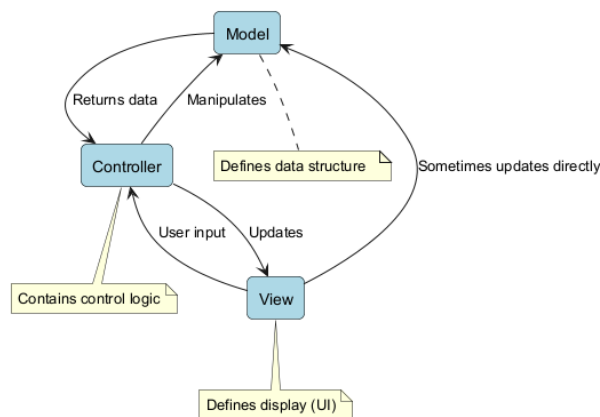 Model
Returns data
Manipulates
Controller
Defines data structure
Sometimes updates directly
User input
Updates
Contains control logic
View
Defines display (UI)